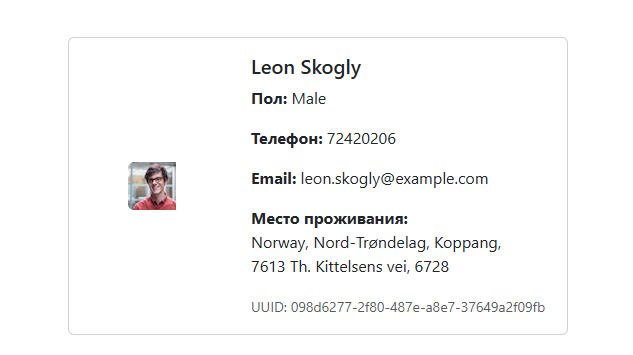 Leon Skogly
Пол: Male
Телефон: 72420206
Email: leon.skogly@example.com
Место проживания:
Norway, Nord-Trøndelag, Koppang,
7613 Th. Kittelsens vei, 6728
UUID: 098d6277-2f80-487e-a8e7-37649a2f09fb